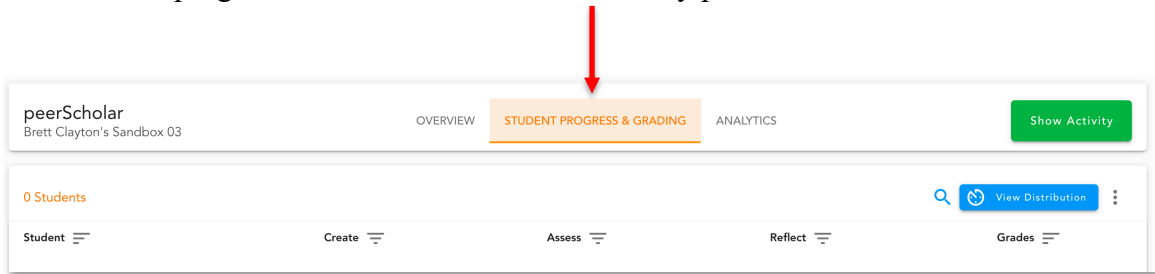 peerScholar
Brett Clayton's Sandbox 03
OVERVIEW STUDENT PROGRESS & GRADING ANALYTICS
Show Activity
0 Students
View Distribution
Student Create Assess Reflect Grades